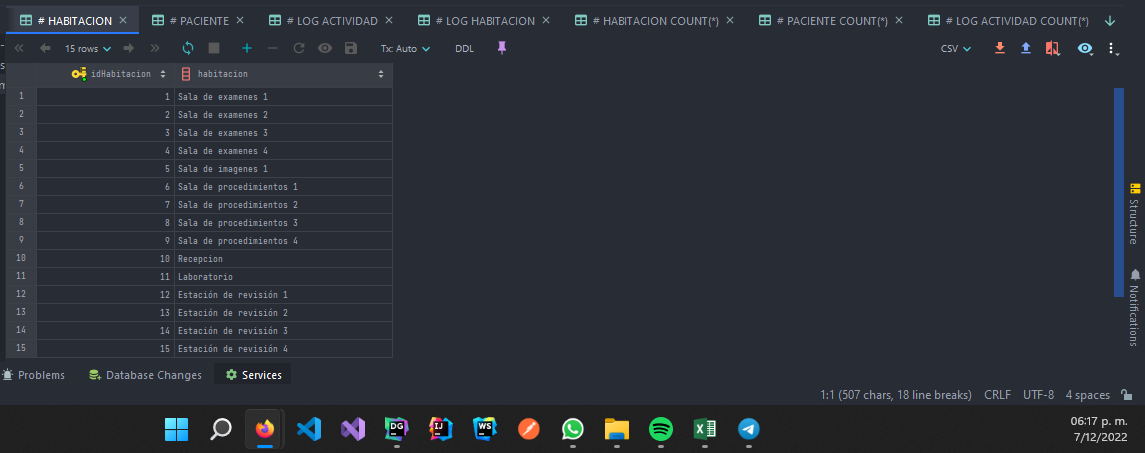 # HABITACION # PACIENTE # LOG ACTIVIDAD # LOG HABITACION # HABITACION COUNT(*) # PACIENTE COUNT(*) # LOG ACTIVIDAD COUNT(*)
15 rows Tx: Auto DDL CSV
idHabitacion habitacion
1 1 Sala de examenes 1
2 2 Sala de examenes 2
3 3 Sala de examenes 3
4 4 Sala de examenes 4
5 5 Sala de imagenes 1
6 6 Sala de procedimientos 1
7 7 Sala de procedimientos 2
8 8 Sala de procedimientos 3
9 9 Sala de procedimientos 4
10 10 Recepcion
11 11 Laboratorio
12 12 Estación de revisión 1
13 13 Estación de revisión 2
14 14 Estación de revisión 3
15 15 Estación de revisión 4
Structure
Notifications
Problems Database Changes Services
1:1 (507 chars, 18 line breaks) CRLF UTF-8 4 spaces
DG IJ WS X
06:17 p. m.
7/12/2022